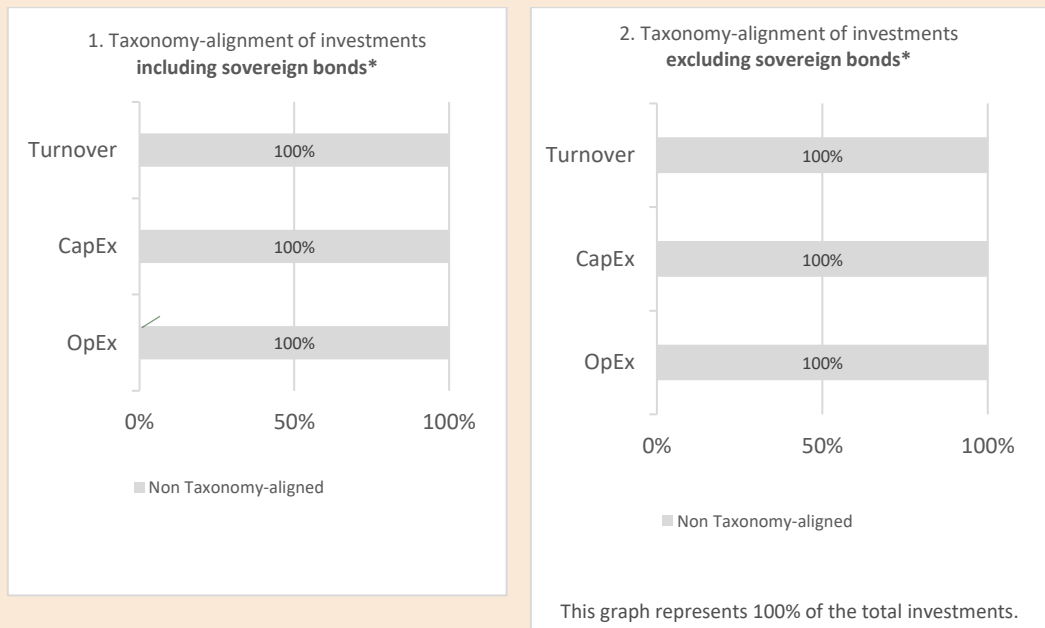 1. Taxonomy-alignment of investments
including sovereign bonds*
Turnover
100%
CapEx
100%
OpEx
100%
0%
50%
100%
Non Taxonomy-aligned
2. Taxonomy-alignment of investments
excluding sovereign bonds*
Turnover
100%
CapEx
100%
OpEx
100%
0%
50%
100%
Non Taxonomy-aligned
This graph represents 100% of the total investments.